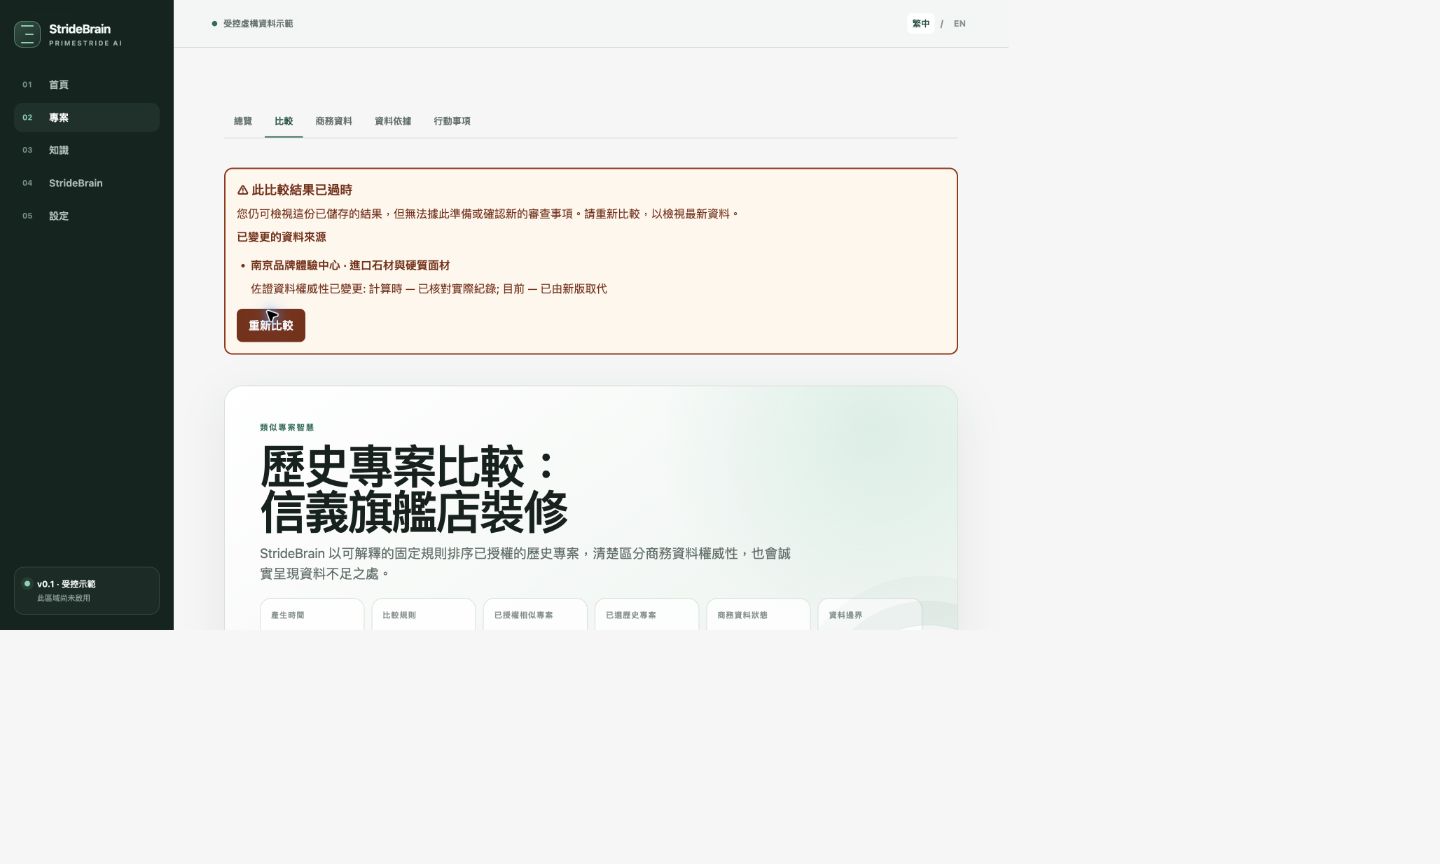 StrideBrain
PRIMESTRIDE AI
01 首頁
02 專案
03 知識
04 StrideBrain
05 設定
v0.1 · 受控示範
此區域尚未啟用
受控虛構資料示範
繁中 / EN
總覽 比較 商務資料 資料依據 行動事項
此比較結果已過時
您仍可檢視這份已儲存的結果，但無法據此準備或確認新的審查事項。請重新比較，以檢視最新資料。
已變更的資料來源
• 南京品牌體驗中心 · 進口石材與硬質面材
佐證資料權威性已變更: 計算時 — 已核對實際紀錄; 目前 — 已由新版取代
重新比較
類似專案智慧
歷史專案比較：
信義旗艦店裝修
StrideBrain 以可解釋的固定規則排序已授權的歷史專案，清楚區分商務資料權威性，也會誠
實呈現資料不足之處。
產生時間 比較規則 已授權相似專案 已選歷史專案 商務資料狀態 資料邊界